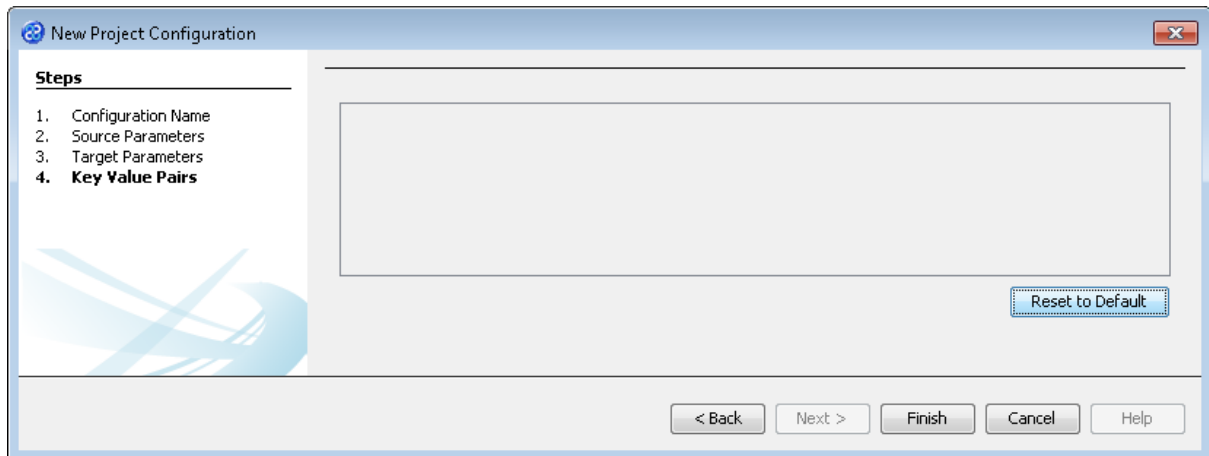 New Project Configuration
Steps
1. Configuration Name
2. Source Parameters
3. Target Parameters
4. Key Value Pairs
Reset to Default
< Back Next > Finish Cancel Help